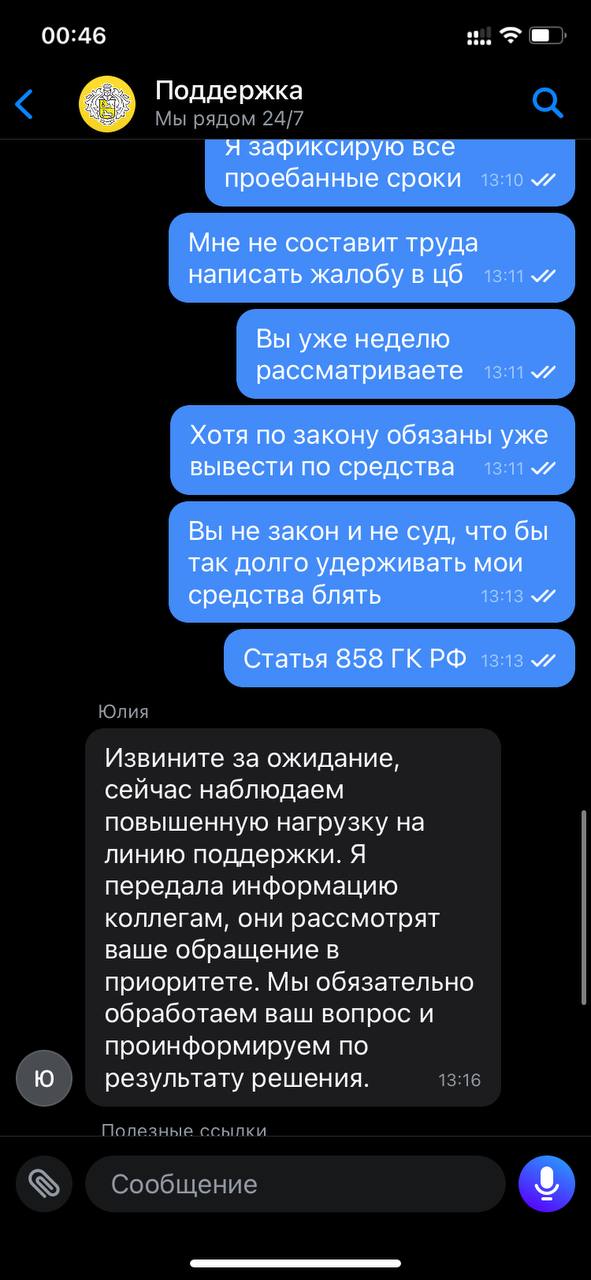 00:46
Поддержка
Мы рядом 24/7
Я зафиксирую все
проебанные сроки 13:10
Мне не составит труда
написать жалобу в цб 13:11
Вы уже неделю
рассматриваете 13:11
Хотя по закону обязаны уже
вывести по средства 13:11
Вы не закон и не суд, что бы
так долго удерживать мои
средства блять 13:13
Статья 858 ГК РФ 13:13
Юлия
Извините за ожидание,
сейчас наблюдаем
повышенную нагрузку на
линию поддержки. Я
передала информацию
коллегам, они рассмотрят
ваше обращение в
приоритете. Мы обязательно
обработаем ваш вопрос и
проинформируем по
результату решения. 13:16
Ю
Полезные ссылки
Сообщение